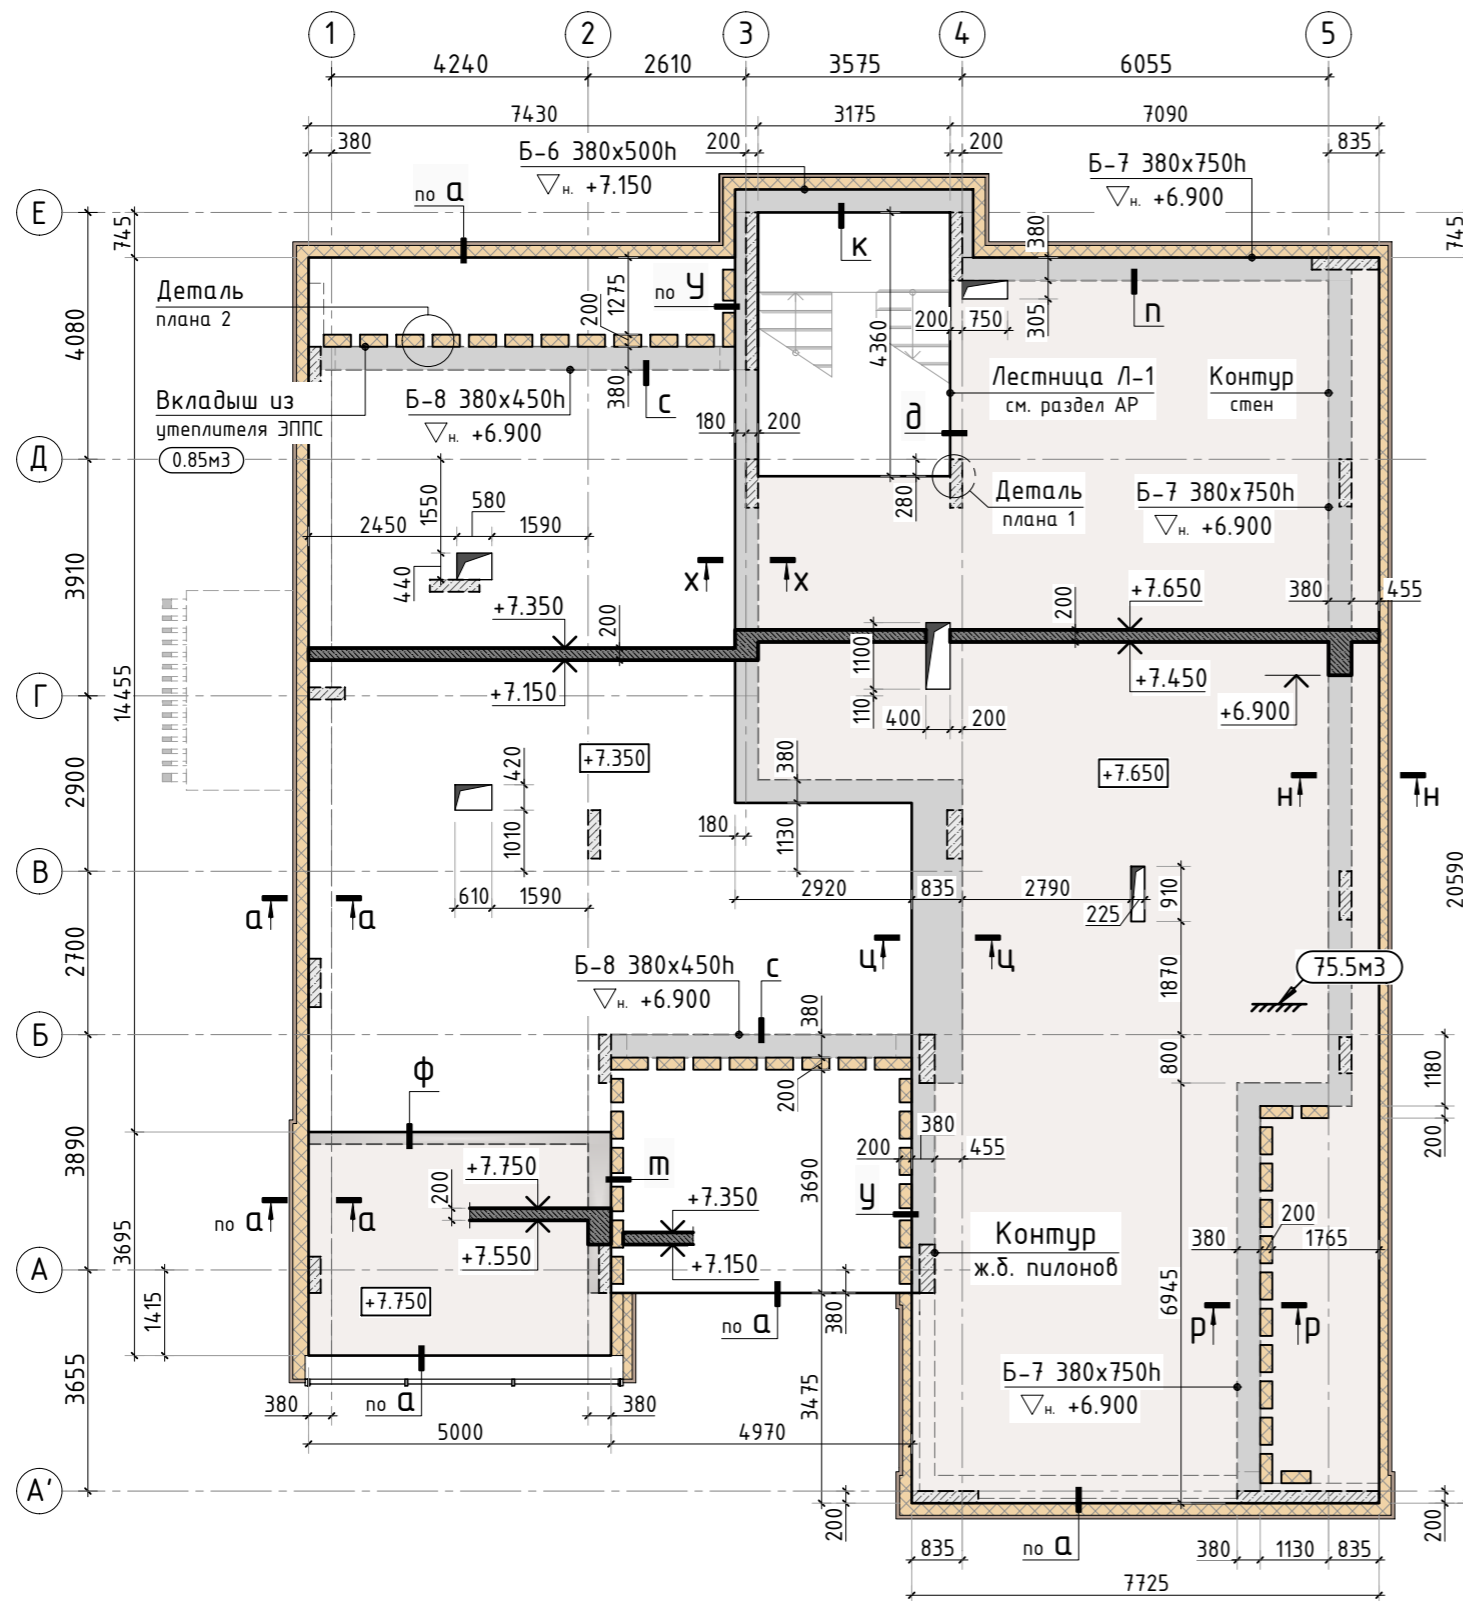 1
2
3
4
5
4240
2610
3575
6055
7430
3175
7090
380
200
200
835
Б-6 380х500h
н. +7.150
Б-7 380х750h
н. +6.900
по а
Е
745
745
к
380
п
305
Деталь
плана 2
по у
200
1275
4080
4360
200
750
Лестница Л-1
см. раздел АР
Контур
стен
Вкладыш из
утеплителя ЭППС
0.85м3
Б-8 380х450h
н. +6.900
380
с
180
200
д
Д
280
Деталь
плана 1
Б-7 380х750h
н. +6.900
1550
580
2450
1590
440
3910
х
х
+7.350
200
+7.150
+7.650
200
+7.450
380
455
1100
110
400
200
+6.900
14455
Г
+7.350
+7.650
420
380
2900
1010
180
1130
н
н
В
610
1590
2920
835
2790
225
910
20590
а
а
2700
Б-8 380х450h
н. +6.900
с
ц
ц
75.5м3
1870
380
Б
200
800
1180
ф
380
200
455
200
3890
т
+7.750
200
+7.550
+7.350
+7.150
3690
у
по а
а
Контур
ж.б. пилонов
380
200
1765
3695
А
+7.750
1415
по а
380
6945
р
р
3655
Б-7 380х750h
н. +6.900
380
по а
380
3475
5000
4970
А'
200
200
835
по а
380
1130
835
7725